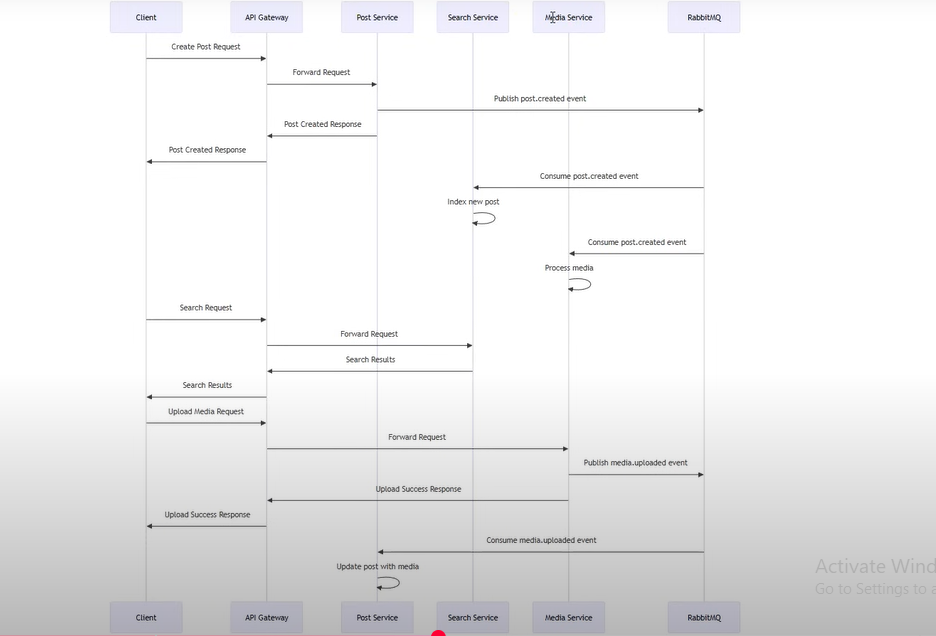 Client API Gateway Post Service Search Service Media Service RabbitMQ
Create Post Request
Forward Request
Publish post.created event
Post Created Response
Post Created Response
Consume post.created event
Index new post
Consume post.created event
Process media
Search Request
Forward Request
Search Results
Search Results
Upload Media Request
Forward Request
Publish media.uploaded event
Upload Success Response
Upload Success Response
Consume media.uploaded event
Update post with media
Activate Wind
Go to Settings to a
Client API Gateway Post Service Search Service Media Service RabbitMQ